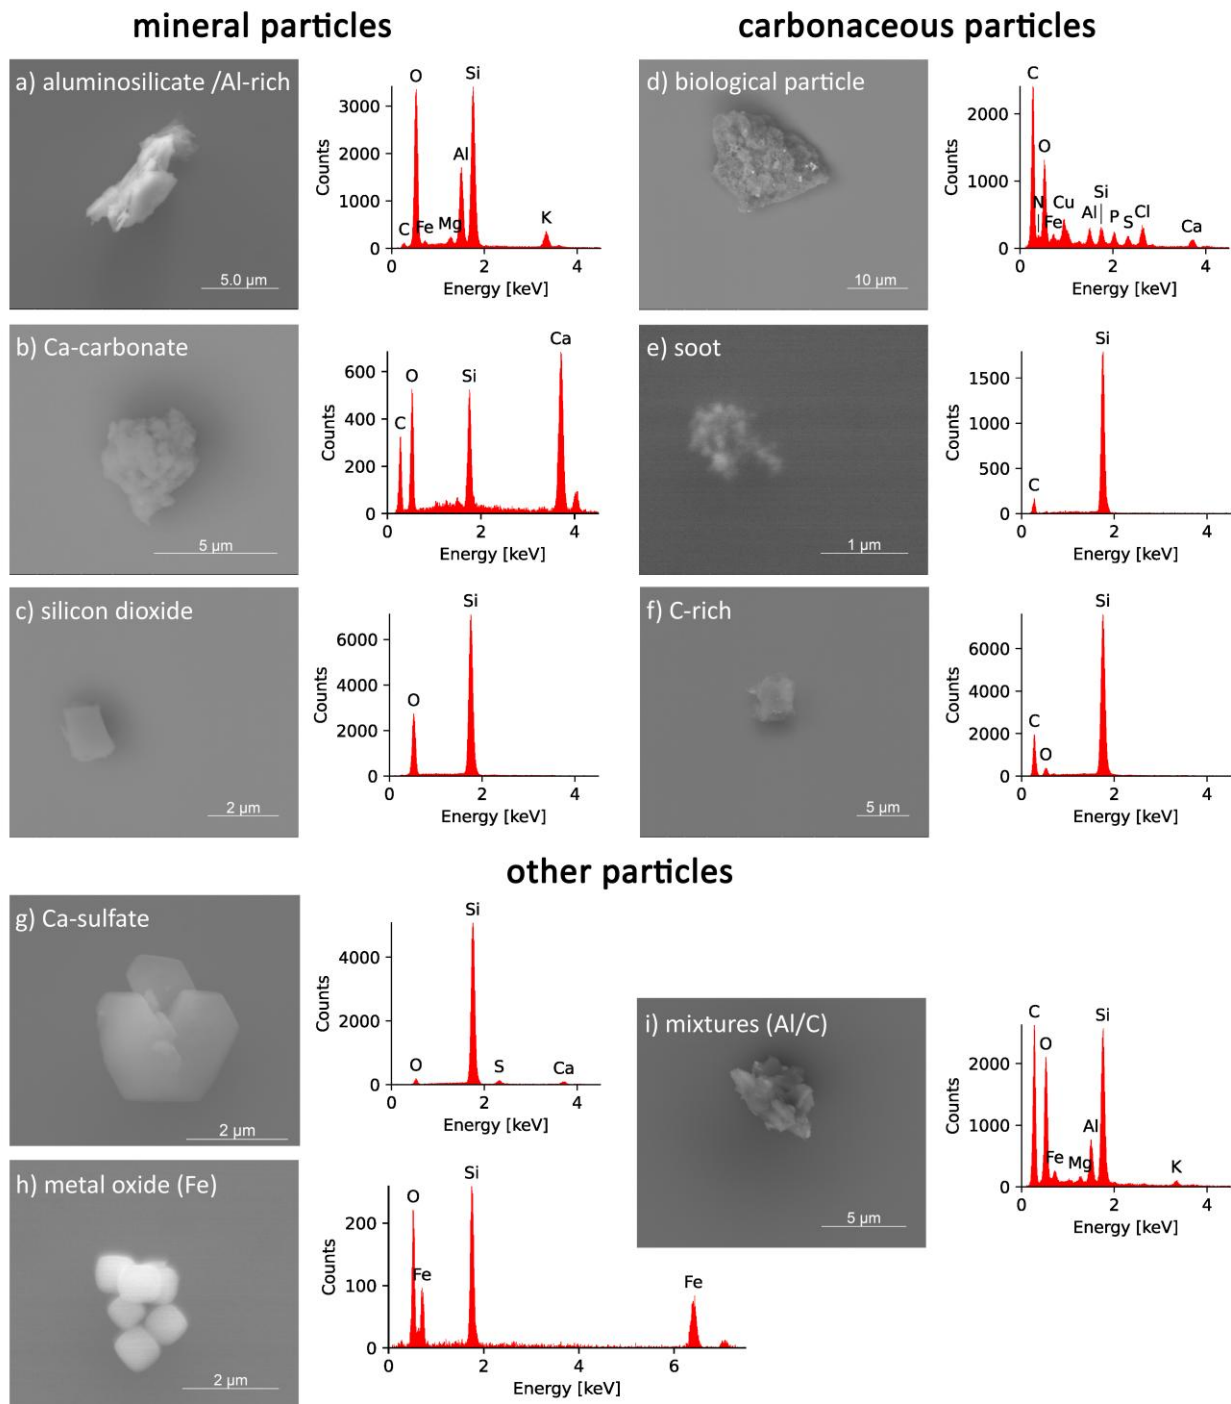 mineral particles
carbonaceous particles
a) aluminosilicate /Al-rich
5.0 µm
Counts
3000
2000
1000
0
C
O
Fe
Mg
Al
Si
K
0 2 4
Energy [keV]
d) biological particle
10 µm
Counts
2000
1000
0
C
N
O
Fe
Cu
Al
Si
P
S
Cl
Ca
0 2 4
Energy [keV]
b) Ca-carbonate
5 µm
Counts
600
400
200
0
C
O
Si
Ca
0 2 4
Energy [keV]
e) soot
1 µm
Counts
1500
1000
500
0
C
Si
0 2 4
Energy [keV]
c) silicon dioxide
2 µm
Counts
6000
4000
2000
0
O
Si
0 2 4
Energy [keV]
f) C-rich
5 µm
Counts
6000
4000
2000
0
C
O
Si
0 2 4
Energy [keV]
other particles
g) Ca-sulfate
2 µm
Counts
4000
2000
0
O
Si
S
Ca
0 2 4
Energy [keV]
h) metal oxide (Fe)
2 µm
Counts
200
100
0
O
Fe
Si
Fe
0 2 4 6
Energy [keV]
i) mixtures (Al/C)
5 µm
Counts
2000
1000
0
C
O
Fe
Mg
Al
Si
K
0 2 4
Energy [keV]